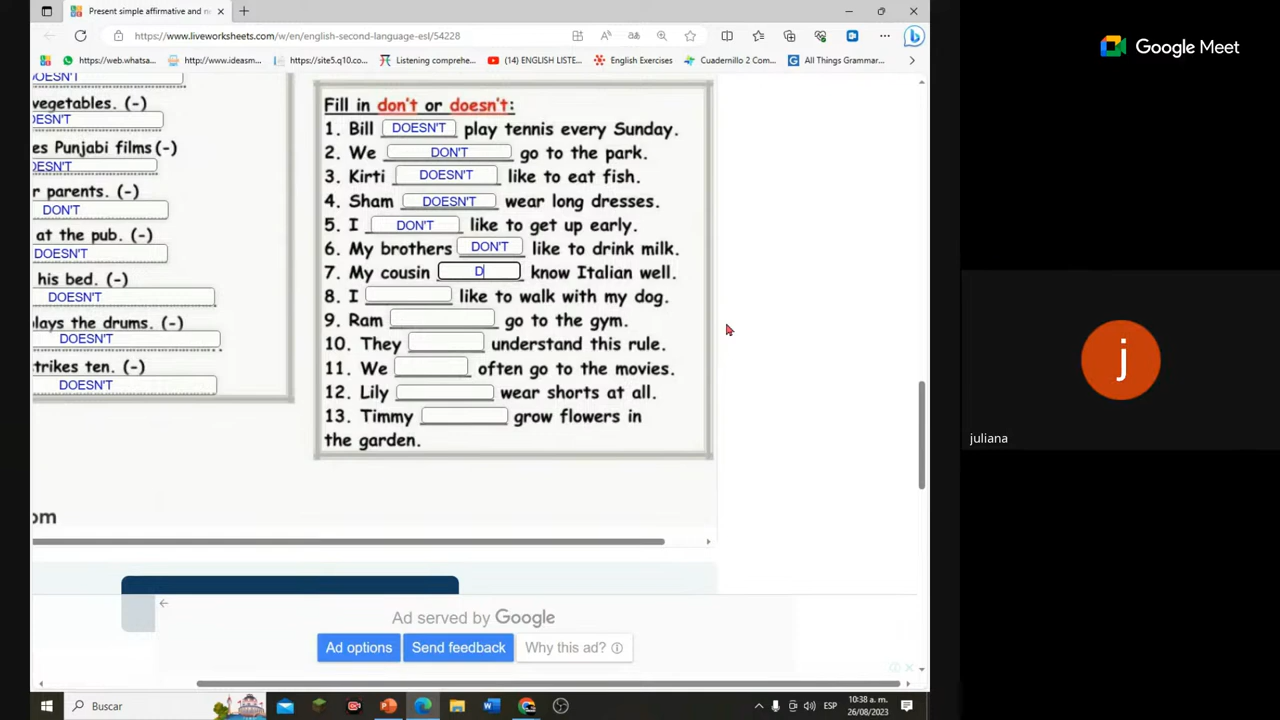 Present simple affirmative and n
https://www.liveworksheets.com/w/en/english-second-language-esl/54228
https://web.whatsa...
http://www.ideasm...
https://site5.q10.co...
Listening comprehe...
(14) ENGLISH LISTE...
English Exercises
Cuadernillo 2 Com...
All Things Grammar...
Google Meet
DOESN'T
vegetables. (-)
OESN'T
es Punjabi films (-)
OESN'T
r parents. (-)
DON'T
at the pub. (-)
DOESN'T
his bed. (-)
DOESN'T
plays the drums. (-)
DOESN'T
strikes ten. (-)
DOESN'T
Fill in don't or doesn't:
1. Bill DOESN'T play tennis every Sunday.
2. We DON'T go to the park.
3. Kirti DOESN'T like to eat fish.
4. Sham DOESN'T wear long dresses.
5. I DON'T like to get up early.
6. My brothers DON'T like to drink milk.
7. My cousin D know Italian well.
8. I like to walk with my dog.
9. Ram go to the gym.
10. They understand this rule.
11. We often go to the movies.
12. Lily wear shorts at all.
13. Timmy grow flowers in
the garden.
j
juliana
om
Ad served by Google
Ad options
Send feedback
Why this ad?
Buscar
ESP
10:38 a. m.
26/08/2023